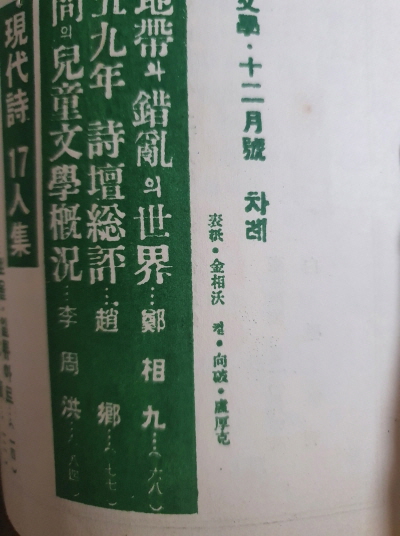 文學·十二月號 차례
表紙·金相沃 컷·向破·盧厚克
地帶와 錯亂의 世界…鄭相九…(六八)
五九年 詩壇総評…趙鄕…(七七)
間의 兒童文學槪況…李周洪…(八四)
現代詩 17人集